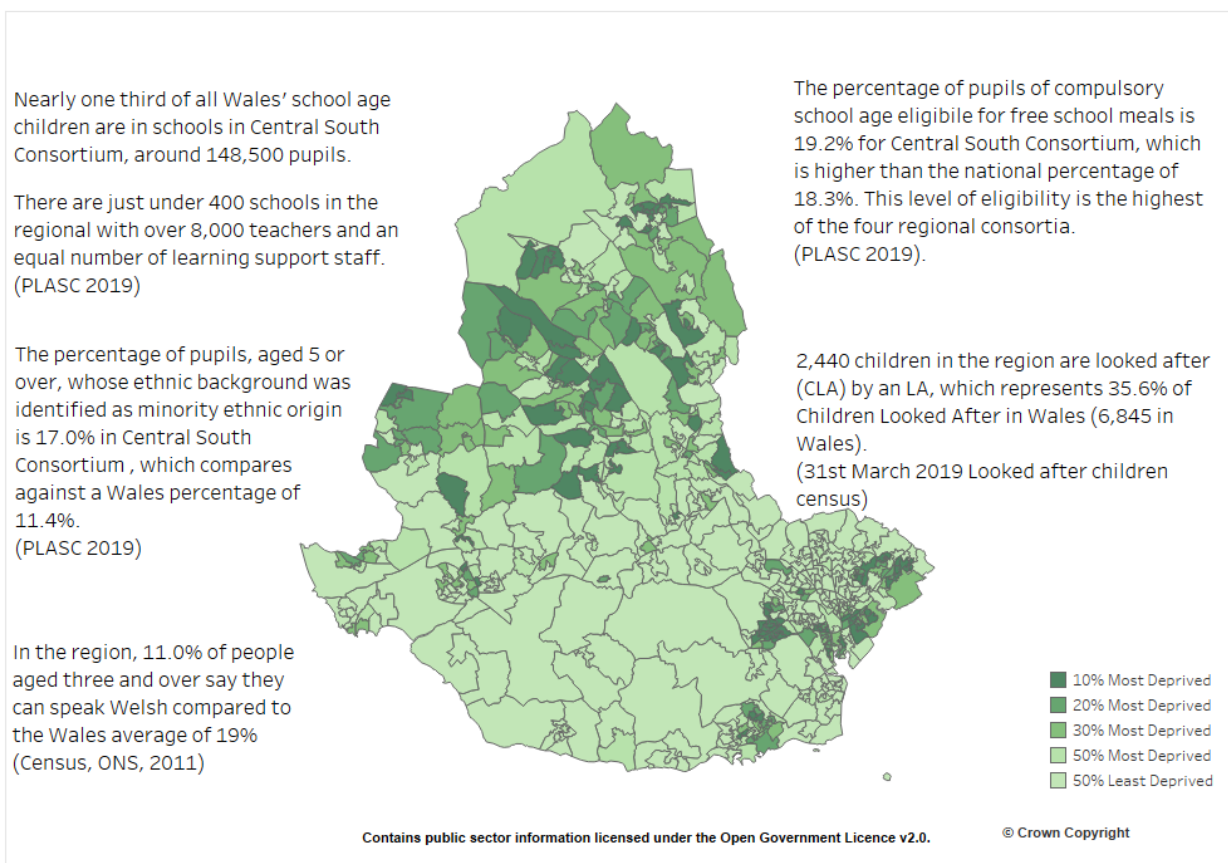 Nearly one third of all Wales' school age
children are in schools in Central South
Consortium, around 148,500 pupils.
There are just under 400 schools in the
regional with over 8,000 teachers and an
equal number of learning support staff.
(PLASC 2019)
The percentage of pupils, aged 5 or
over, whose ethnic background was
identified as minority ethnic origin
is 17.0% in Central South
Consortium , which compares
against a Wales percentage of
11.4%.
(PLASC 2019)
In the region, 11.0% of people
aged three and over say they
can speak Welsh compared to
the Wales average of 19%
(Census, ONS, 2011)
The percentage of pupils of compulsory
school age eligibile for free school meals is
19.2% for Central South Consortium, which
is higher than the national percentage of
18.3%. This level of eligibility is the highest
of the four regional consortia.
(PLASC 2019).
2,440 children in the region are looked after
(CLA) by an LA, which represents 35.6% of
Children Looked After in Wales (6,845 in
Wales).
(31st March 2019 Looked after children
census)
10% Most Deprived
20% Most Deprived
30% Most Deprived
50% Most Deprived
50% Least Deprived
Contains public sector information licensed under the Open Government Licence v2.0.
© Crown Copyright